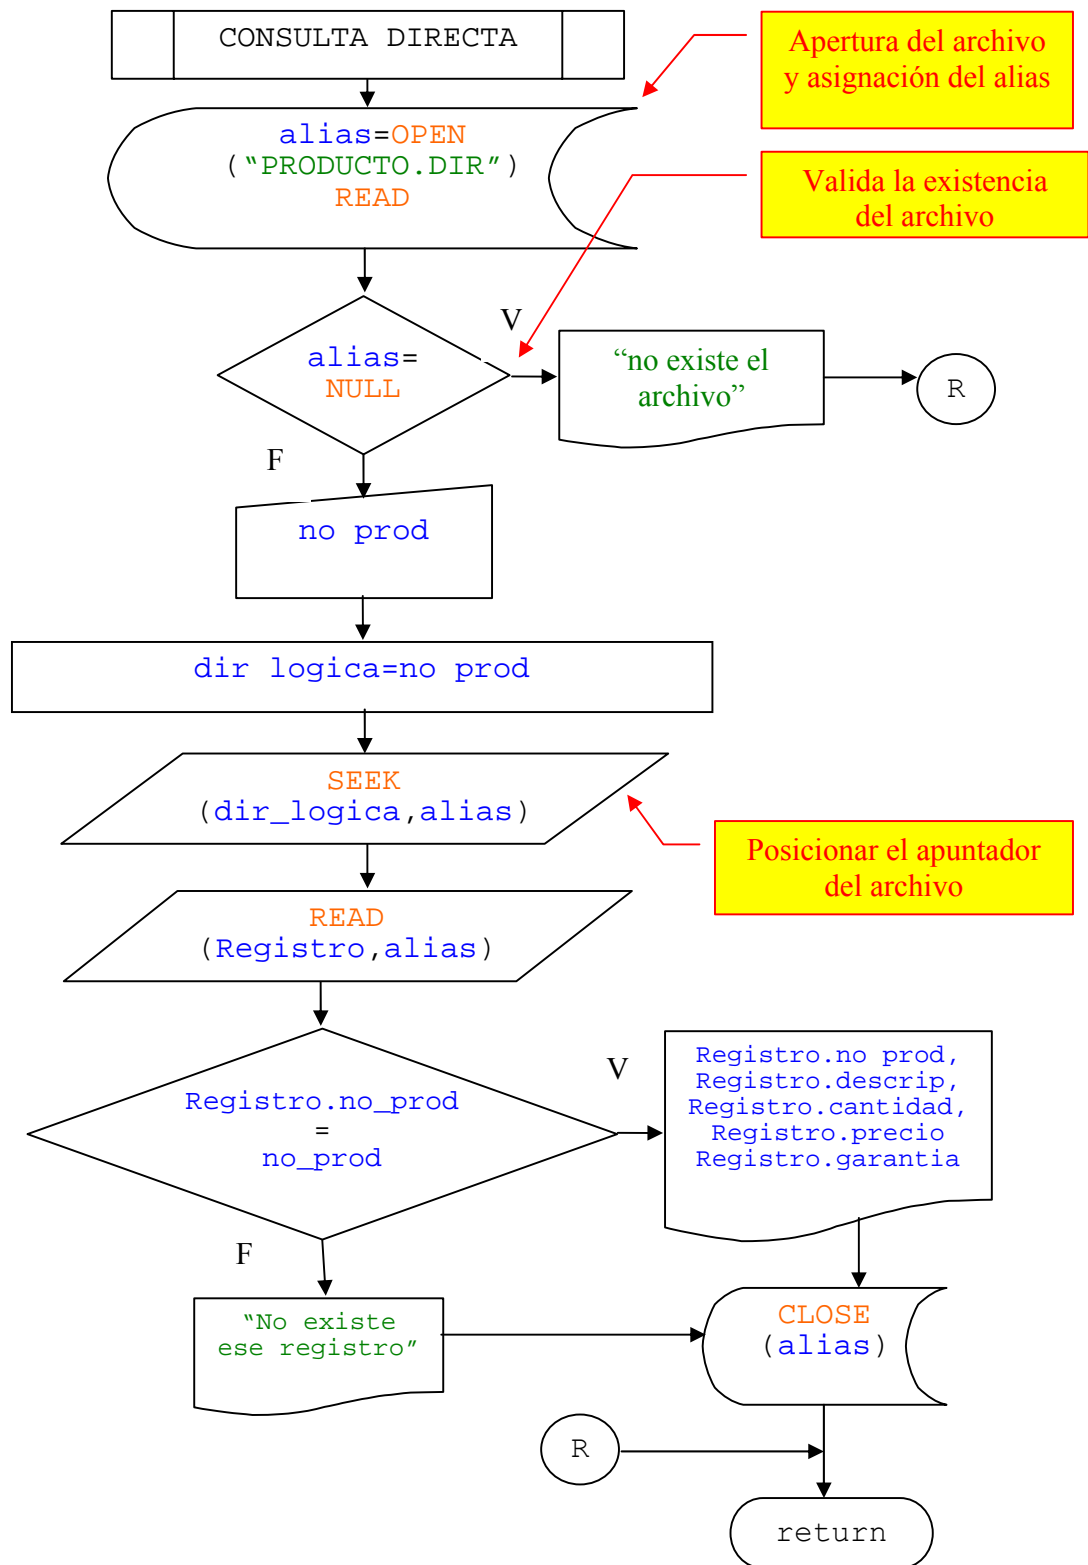 CONSULTA DIRECTA
Apertura del archivo
y asignación del alias
alias=OPEN
(“PRODUCTO.DIR”)
READ
Valida la existencia
del archivo
V
alias=
NULL
“no existe el
archivo”
R
F
no prod
dir logica=no prod
SEEK
(dir_logica,alias)
Posicionar el apuntador
del archivo
READ
(Registro,alias)
Registro.no_prod
=
no_prod
V
Registro.no prod,
Registro.descrip,
Registro.cantidad,
Registro.precio
Registro.garantia
F
“No existe
ese registro”
CLOSE
(alias)
R
return